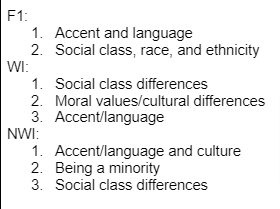 F1:
1. Accent and language
2. Social class, race, and ethnicity
WI:
1. Social class differences
2. Moral values/cultural differences
3. Accent/language
NWI:
1. Accent/language and culture
2. Being a minority
3. Social class differences